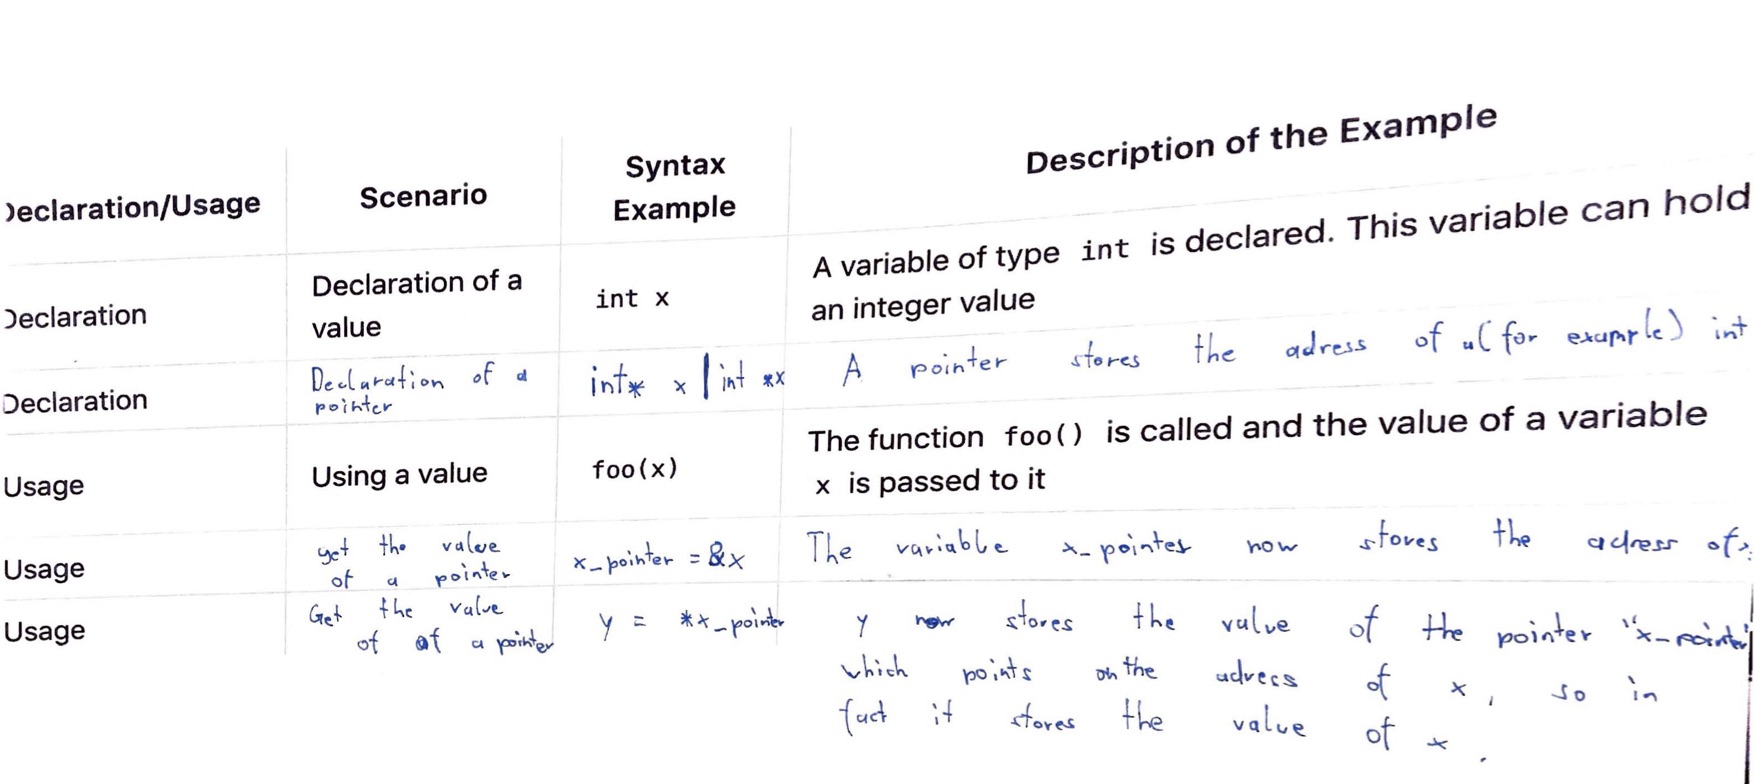 Declaration/Usage
Scenario
Syntax
Example
Description of the Example
Declaration
Declaration of a
value
int x
A variable of type int is declared. This variable can hold
an integer value
Declaration
Declaration of a
pointer
int* x | int *x
A pointer stores the adress of a (for example) int
Usage
Using a value
foo(x)
The function foo() is called and the value of a variable
x is passed to it
Usage
get the value
of a pointer
x_pointer = &x
The variable x_pointer now stores the adress of
Usage
Get the value
of of a pointer
y = *x_pointer
y now stores the value of the pointer "x-pointer"
which points on the adress of x, so in
fact it stores the value of x.